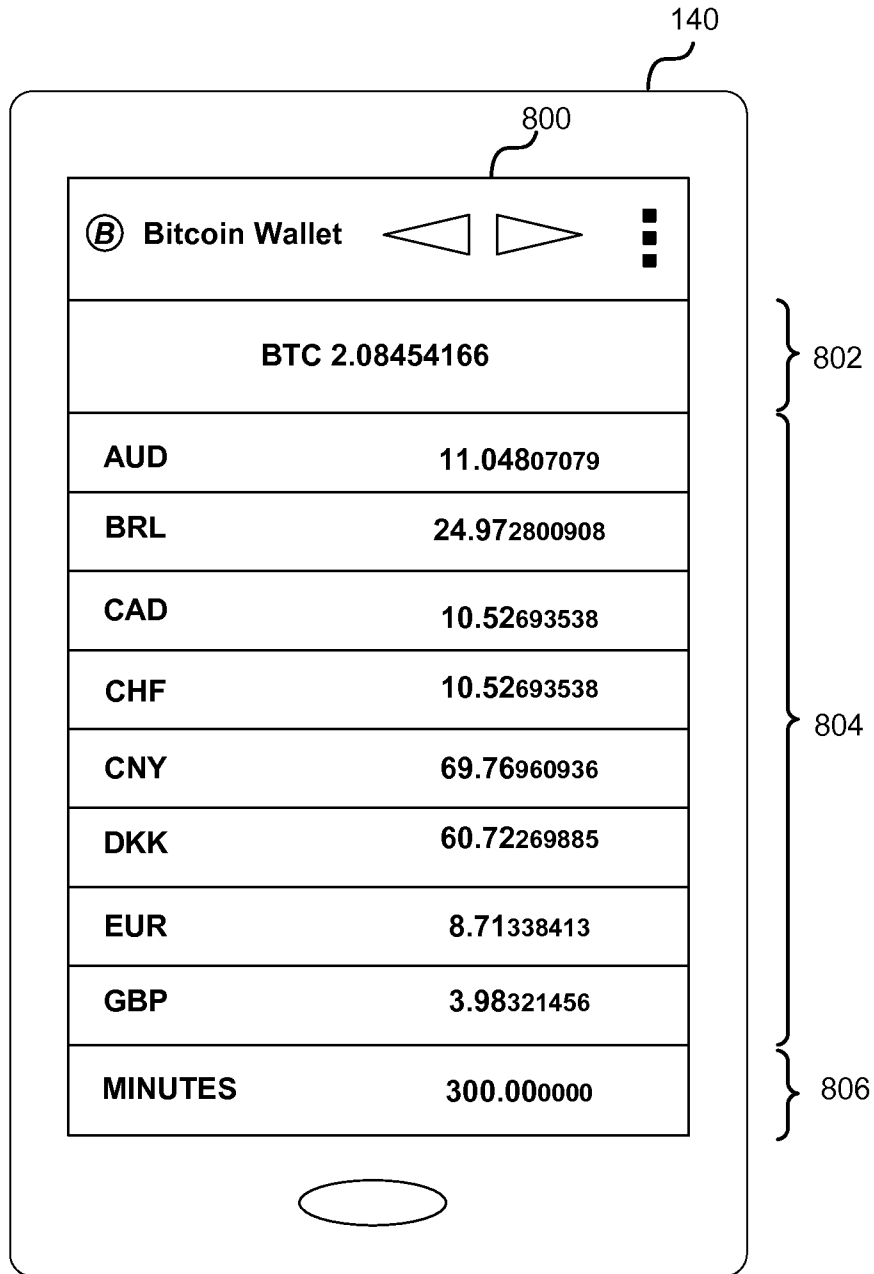 140
800
B Bitcoin Wallet
BTC 2.08454166
802
AUD 11.04807079
BRL 24.972800908
CAD 10.52693538
CHF 10.52693538
804
CNY 69.76960936
DKK 60.72269885
EUR 8.71338413
GBP 3.98321456
MINUTES 300.000000
806